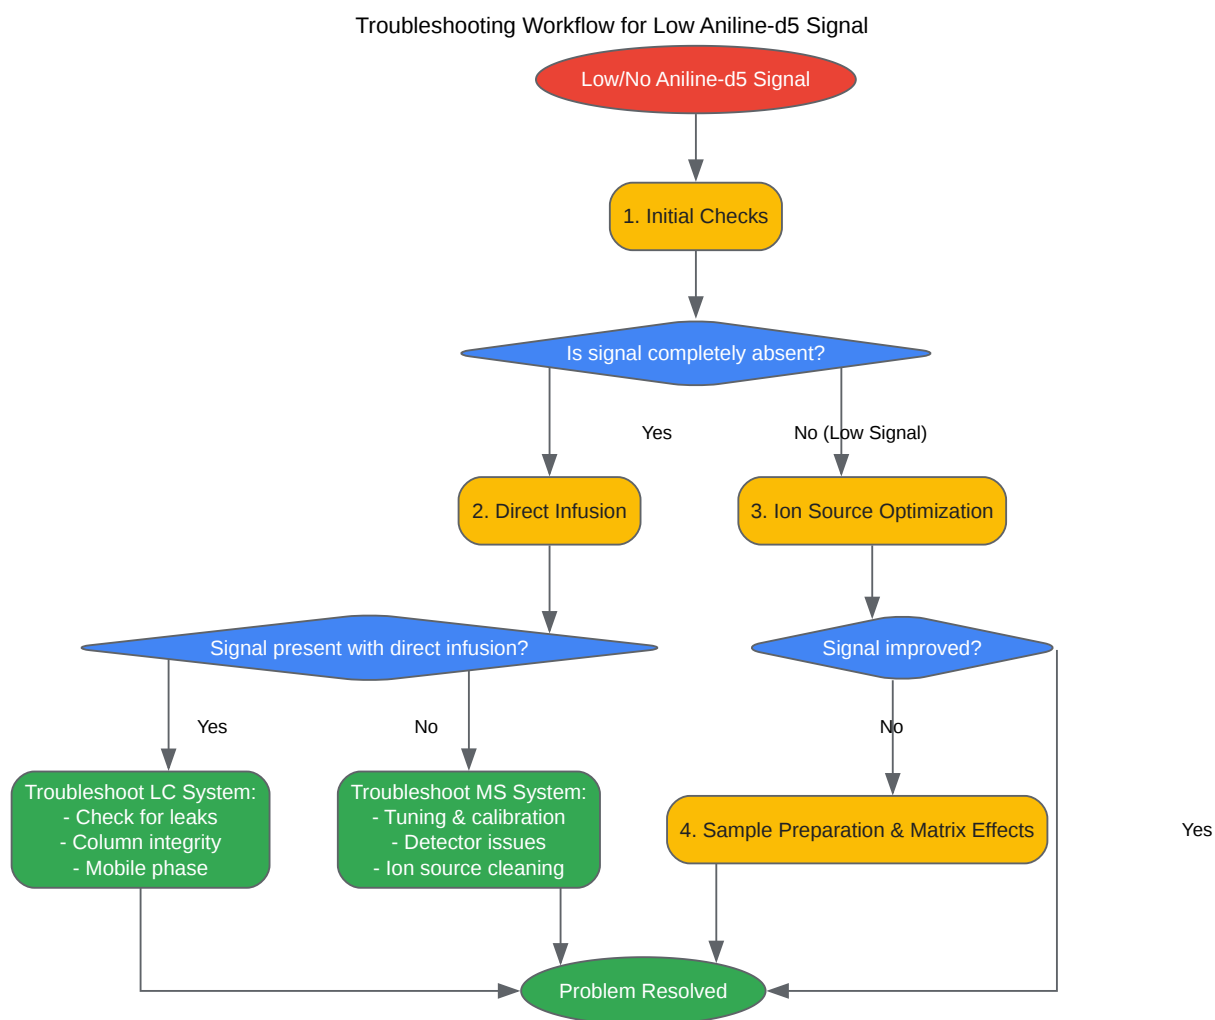 Troubleshooting Workflow for Low Aniline-d5 Signal
Low/No Aniline-d5 Signal
1. Initial Checks
Is signal completely absent?
Yes
No (Low Signal)
2. Direct Infusion
3. Ion Source Optimization
Signal present with direct infusion?
Signal improved?
Yes
No
No
Troubleshoot LC System:
- Check for leaks
- Column integrity
- Mobile phase
Troubleshoot MS System:
- Tuning & calibration
- Detector issues
- Ion source cleaning
4. Sample Preparation & Matrix Effects
Yes
Problem Resolved